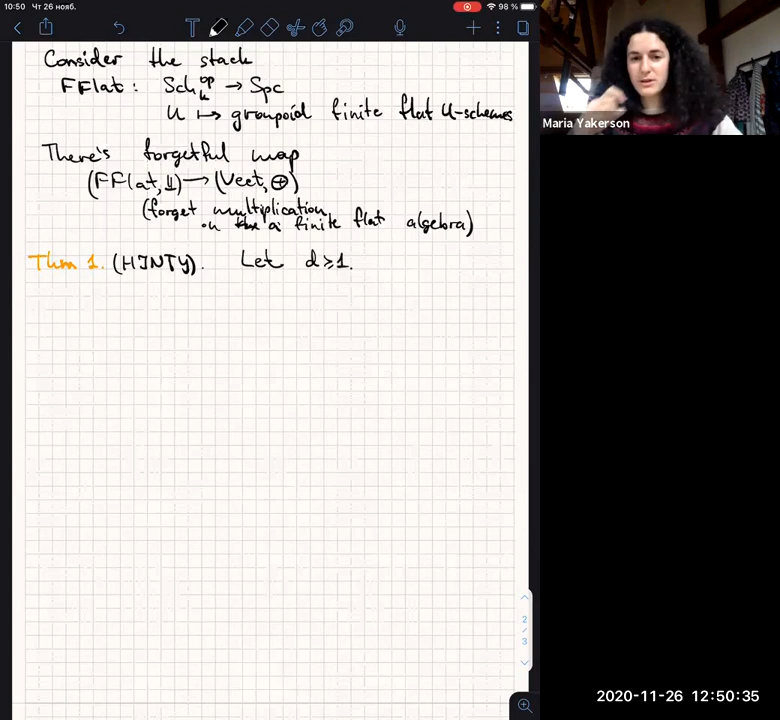 10:50 Чт 26 нояб.
98 %
Consider the stack
FFlat : Sch_k^op → Spc
U ↦ groupoid finite flat U-schemes
There's forgetful map
(FFlat, ⊔) → (Vect, ⊕)
(forget multiplication
on a finite flat algebra)
Thm 1. (HJNTY). Let d ≥ 1.
Maria Yakerson
2
3
2020-11-26 12:50:35